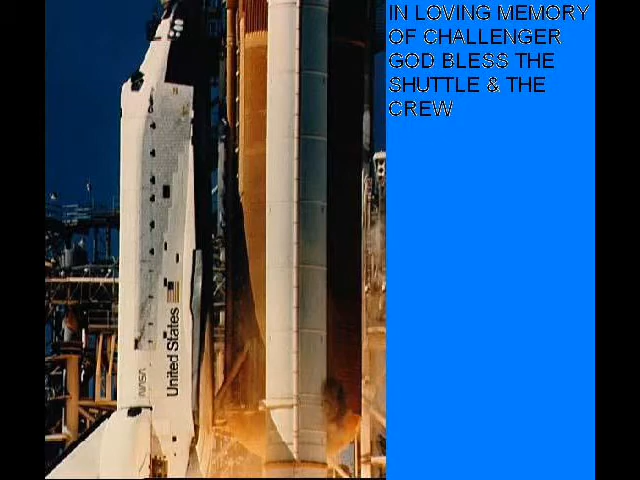 IN LOVING MEMORY
OF CHALLENGER
GOD BLESS THE
SHUTTLE & THE
CREW
United States
NASA